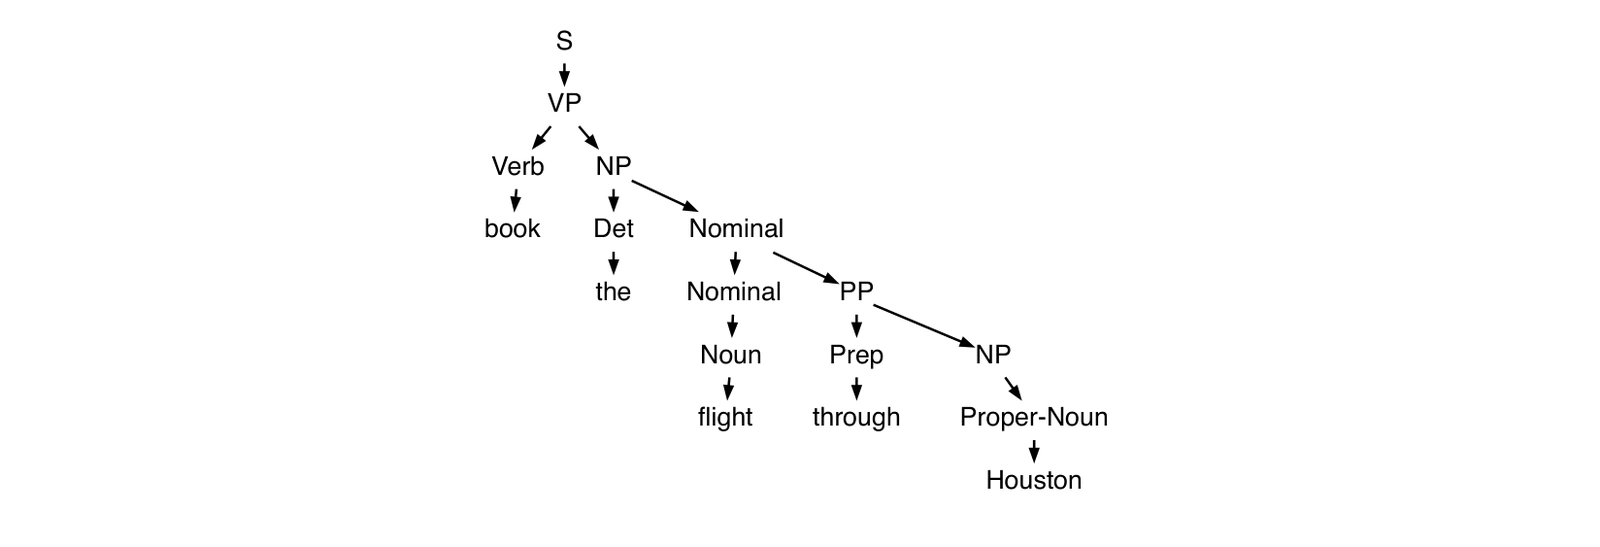 S
VP
Verb NP
book Det Nominal
the Nominal PP
Noun Prep NP
flight through Proper-Noun
Houston